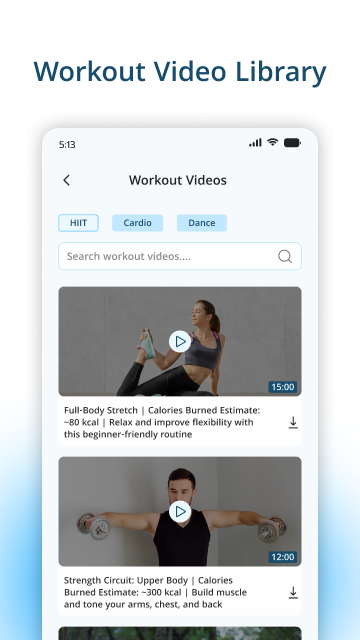 Workout Video Library
5:13
Workout Videos
HIIT Cardio Dance
Search workout videos....
15:00
Full-Body Stretch | Calories Burned Estimate:
~80 kcal | Relax and improve flexibility with
this beginner-friendly routine
12:00
Strength Circuit: Upper Body | Calories
Burned Estimate: ~300 kcal | Build muscle
and tone your arms, chest, and back